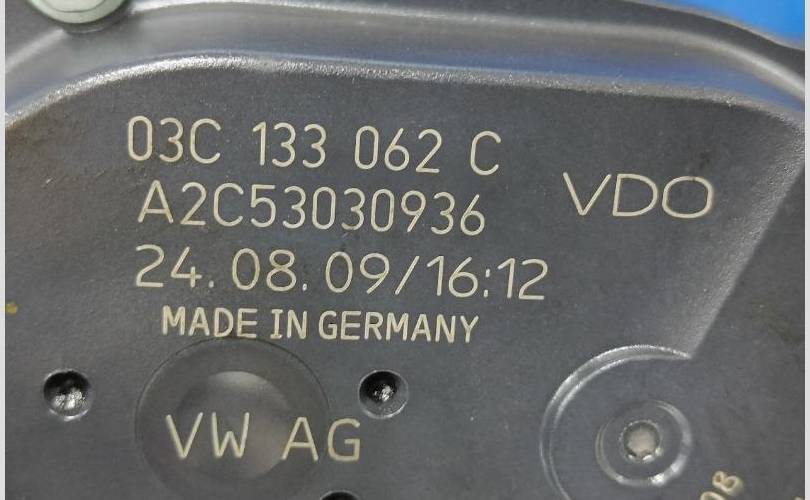 03C 133 062 C
A2C53030936
VDO
24.08.09/16:12
MADE IN GERMANY
VW AG